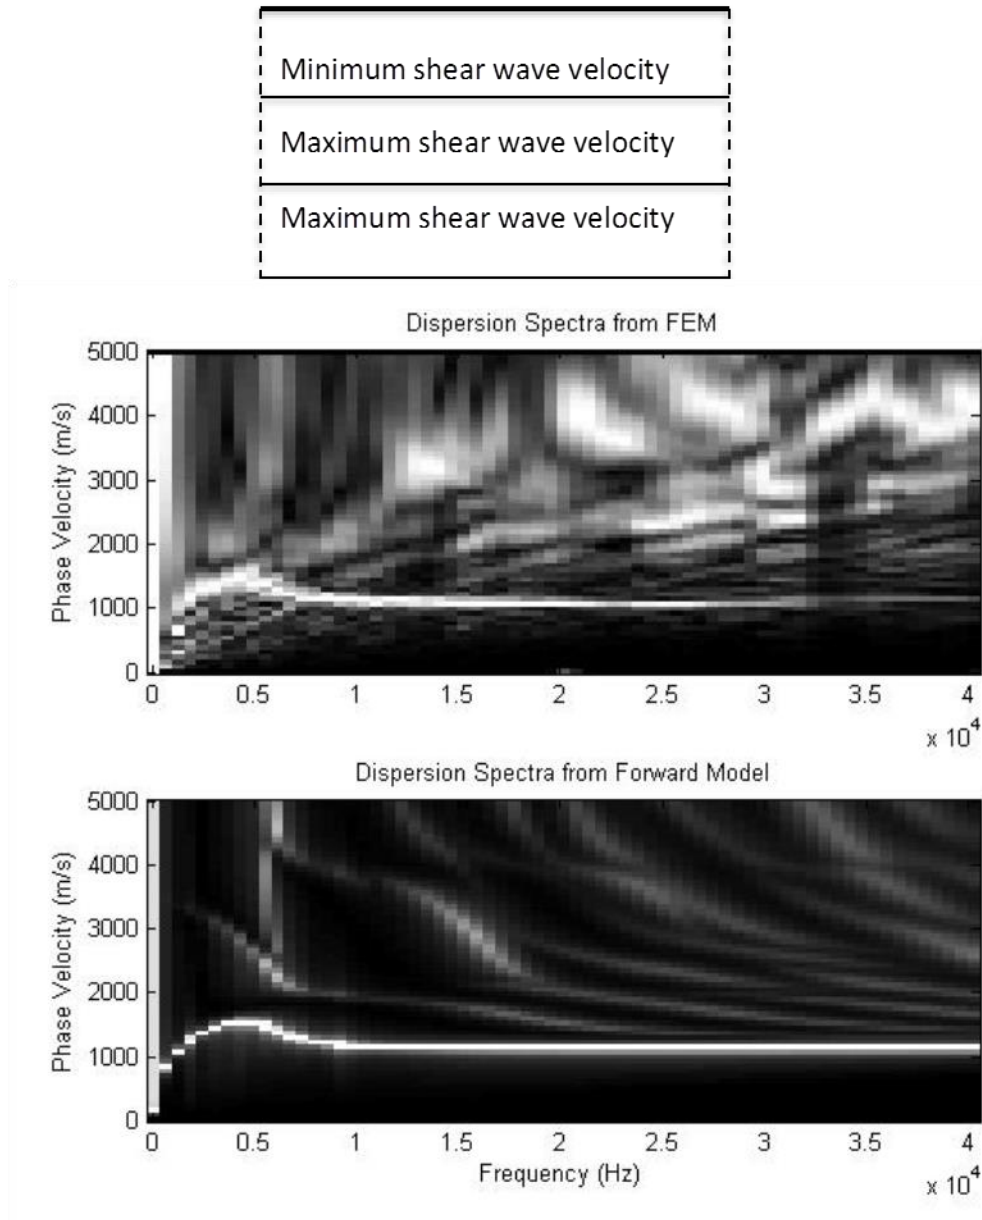 Minimum shear wave velocity
Maximum shear wave velocity
Maximum shear wave velocity
Dispersion Spectra from FEM
Phase Velocity (m/s)
5000
4000
3000
2000
1000
0
0 0.5 1 1.5 2 2.5 3 3.5 4
x 10^4
Dispersion Spectra from Forward Model
Phase Velocity (m/s)
5000
4000
3000
2000
1000
0
0 0.5 1 1.5 2 2.5 3 3.5 4
Frequency (Hz)
x 10^4